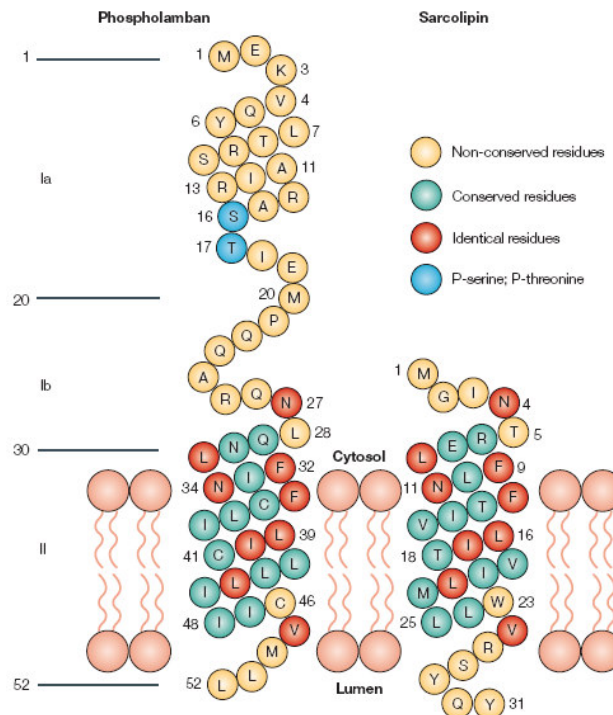 Phospholamban
Sarcolipin
1
Ia
20
Ib
30
II
52
1 M E K 3
6 Y Q V 4
S R T L 7
13 R I A 11
16 S A R
17 T I E
20 M
Q Q P
A R Q N 27
L 28
L N Q
34 N I F 32
I L C F
41 C I L 39
I L L L
48 I I C 46
V
52 L L M
Cytosol
Lumen
Non-conserved residues
Conserved residues
Identical residues
P-serine; P-threonine
1 M G I N 4
T 5
L E R
11 N L F 9
V I T F
18 T I L 16
M L I V
25 L L W 23
V
Y S R
Q Y 31